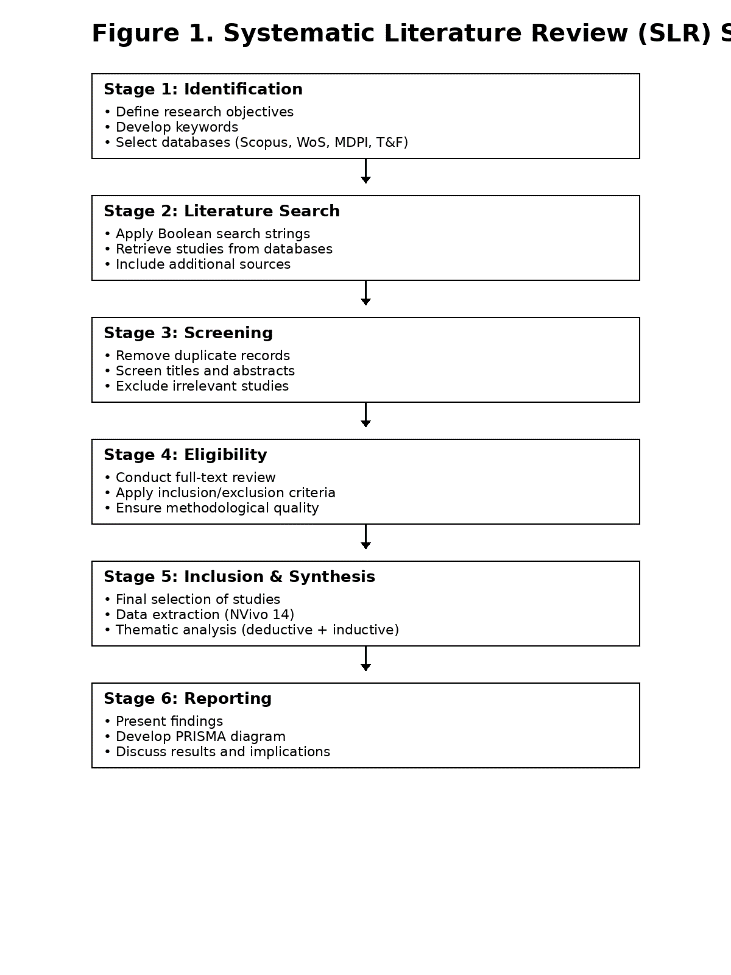 Figure 1. Systematic Literature Review (SLR)
Stage 1: Identification
• Define research objectives
• Develop keywords
• Select databases (Scopus, WoS, MDPI, T&F)
Stage 2: Literature Search
• Apply Boolean search strings
• Retrieve studies from databases
• Include additional sources
Stage 3: Screening
• Remove duplicate records
• Screen titles and abstracts
• Exclude irrelevant studies
Stage 4: Eligibility
• Conduct full-text review
• Apply inclusion/exclusion criteria
• Ensure methodological quality
Stage 5: Inclusion & Synthesis
• Final selection of studies
• Data extraction (NVivo 14)
• Thematic analysis (deductive + inductive)
Stage 6: Reporting
• Present findings
• Develop PRISMA diagram
• Discuss results and implications